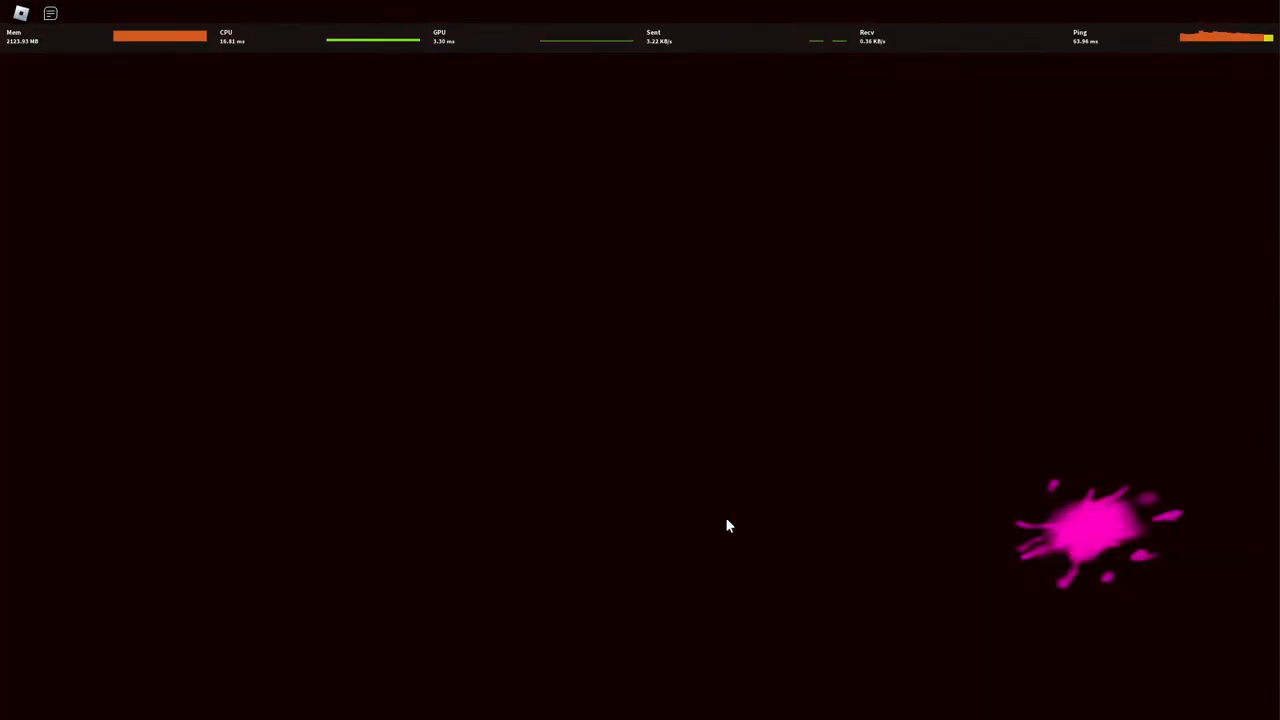 Mem
2123.93 MB
CPU
16.81 ms
GPU
3.30 ms
Sent
3.22 KB/s
Recv
0.36 KB/s
Ping
63.96 ms